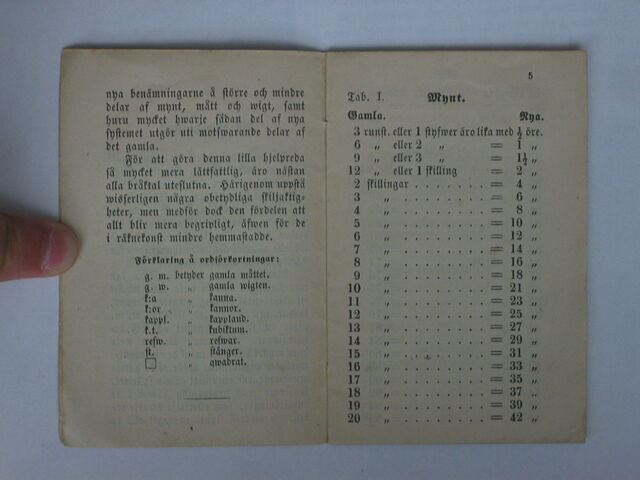 nya benämningarne å större och mindre
delar af mynt, mått och wigt, samt
huru mycket hwarje sådan del af nya
systemet utgör uti motswarande delar af
det gamla.
För att göra denna lilla hjelpreda
så mycket mera lättfattlig, äro nästan
alla bråktal uteslutna. Härigenom uppstå
wisserligen några obetydliga skiljaktig-
heter, men medför dock den fördelen att
allt blir mera begripligt, äfwen för de
i räknekonst mindre hemmastadde.
Förklaring å ordförkortningar:
g. m. betyder gamla måttet.
g. w. „ gamla wigten.
k:a „ kanna.
k:or „ kannor.
kappl. „ kappland.
k.t. „ kubiktum.
refw. „ refwar.
st. „ stänger.
□ „ qwadrat.
5
Tab. I. Mynt.
Gamla. Nya.
3 runst. eller 1 styfwer äro lika med ½ öre.
6 „ eller 2 „ = 1 „
9 „ eller 3 „ = 1½ „
12 „ eller 1 skilling = 2 „
2 skillingar . . . . . . . . = 4 „
3 „ . . . . . . . . = 6 „
4 „ . . . . . . . . = 8 „
5 „ . . . . . . . . = 10 „
6 „ . . . . . . . . = 12 „
7 „ . . . . . . . . = 14 „
8 „ . . . . . . . . = 16 „
9 „ . . . . . . . . = 18 „
10 „ . . . . . . . . = 21 „
11 „ . . . . . . . . = 23 „
12 „ . . . . . . . . = 25 „
13 „ . . . . . . . . = 27 „
14 „ . . . . . . . . = 29 „
15 „ . . . . . . . . = 31 „
16 „ . . . . . . . . = 33 „
17 „ . . . . . . . . = 35 „
18 „ . . . . . . . . = 37 „
19 „ . . . . . . . . = 39 „
20 „ . . . . . . . . = 42 „